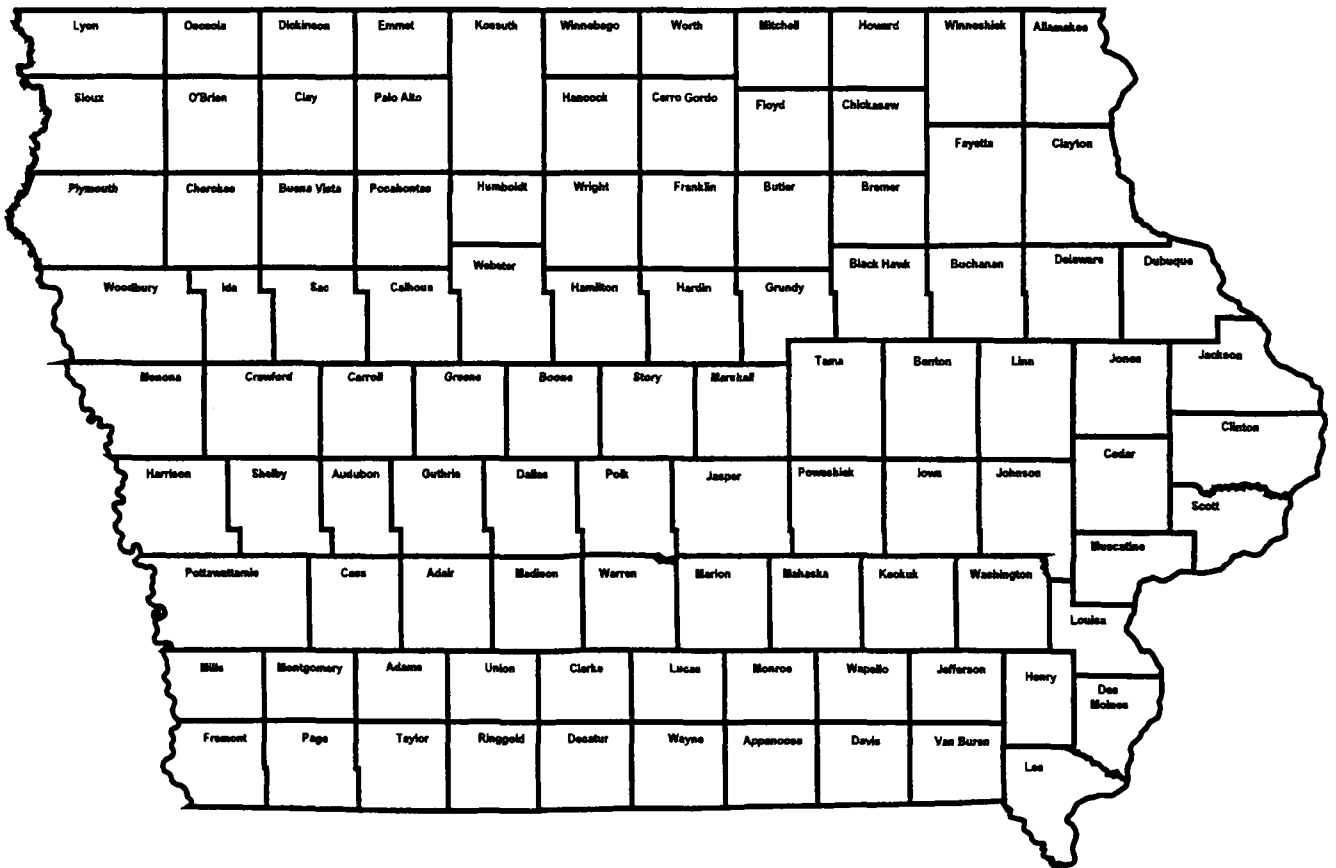 Lyon Osceola Dickinson Emmet Kossuth Winnebago Worth Mitchell Howard Winneshiek Allamakee
Sioux O'Brien Clay Palo Alto Hancock Cerro Gordo Floyd Chickasaw
Fayette Clayton
Plymouth Cherokee Buena Vista Pocahontas Humboldt Wright Franklin Butler Bremer
Webster Black Hawk Buchanan Delaware Dubuque
Woodbury Ida Sac Calhoun Hamilton Hardin Grundy
Tama Benton Linn Jones Jackson
Monona Crawford Carroll Greene Boone Story Marshall
Clinton
Cedar
Harrison Shelby Audubon Guthrie Dallas Polk Jasper Poweshiek Iowa Johnson
Scott
Muscatine
Pottawattamie Cass Adair Madison Warren Marion Mahaska Keokuk Washington
Louisa
Mills Montgomery Adams Union Clarke Lucas Monroe Wapello Jefferson Henry
Des
Moines
Fremont Page Taylor Ringgold Decatur Wayne Appanoose Davis Van Buren
Lee